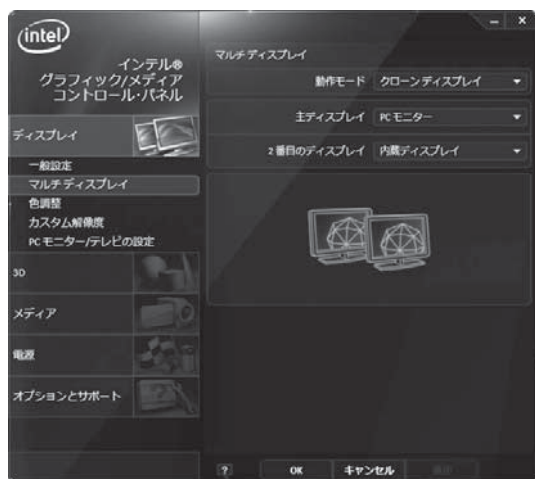 intel
インテル®
グラフィック/メディア
コントロール・パネル
ディスプレイ
一般設定
マルチ ディスプレイ
色調整
カスタム解像度
PC モニター/テレビの設定
3D
メディア
電源
オプションとサポート
マルチ ディスプレイ
動作モード クローン ディスプレイ
主ディスプレイ PC モニター
2 番目のディスプレイ 内蔵ディスプレイ
? OK キャンセル